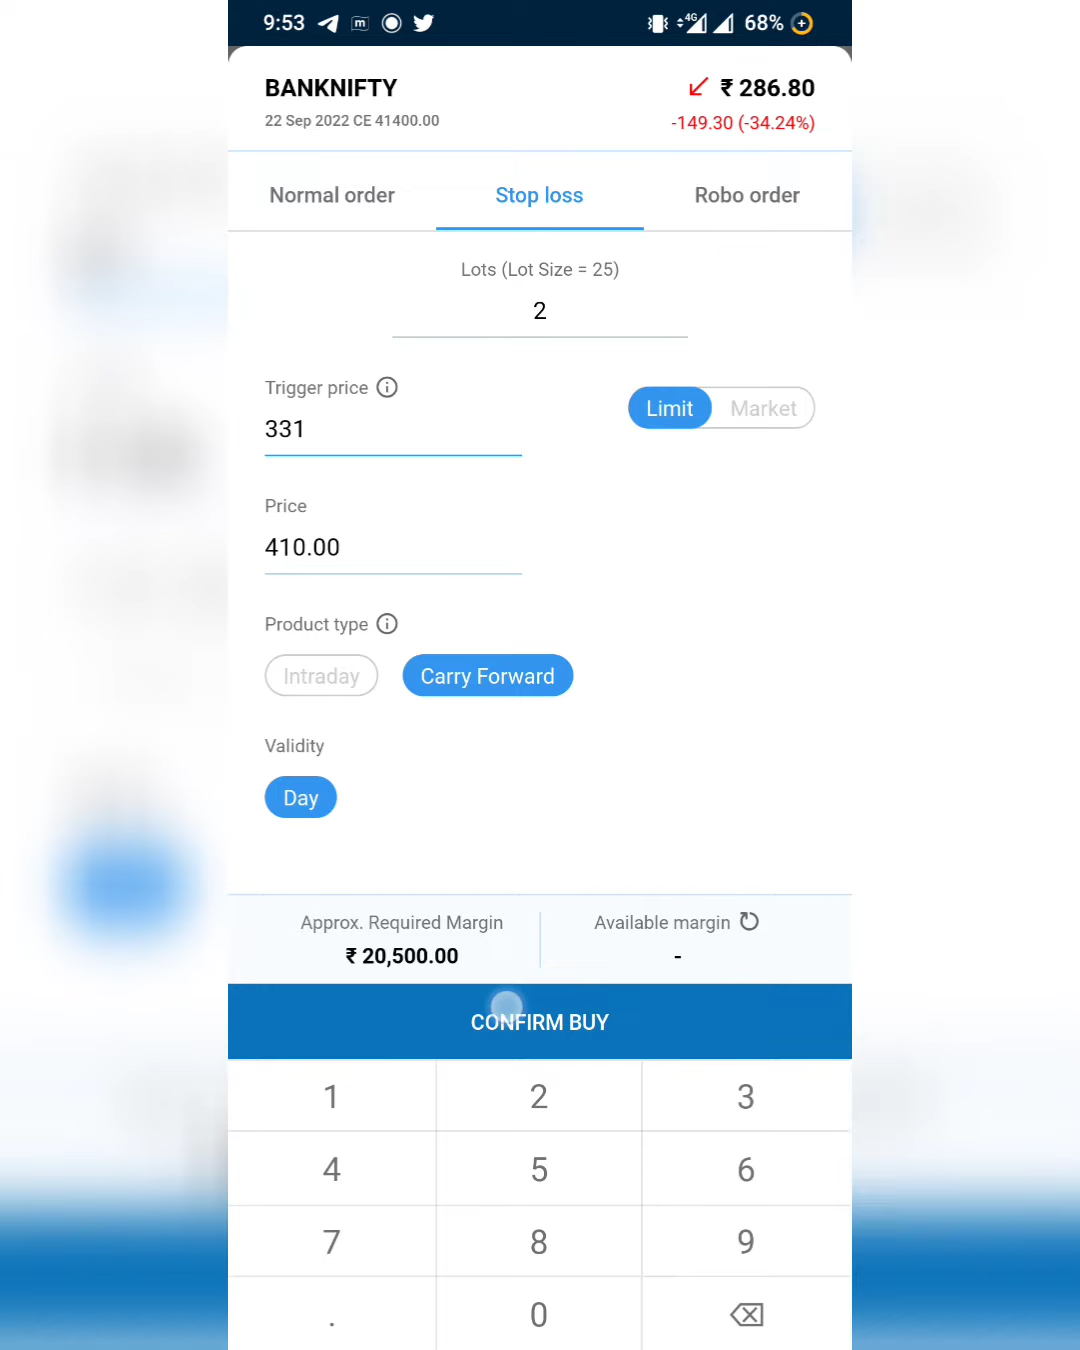 9:53 m 4G 68%
BANKNIFTY ₹ 286.80
22 Sep 2022 CE 41400.00 -149.30 (-34.24%)
Normal order Stop loss Robo order
Lots (Lot Size = 25)
2
Trigger price
Limit Market
331
Price
410.00
Product type
Intraday Carry Forward
Validity
Day
Approx. Required Margin Available margin
₹ 20,500.00 -
CONFIRM BUY
1 2 3
4 5 6
7 8 9
. 0